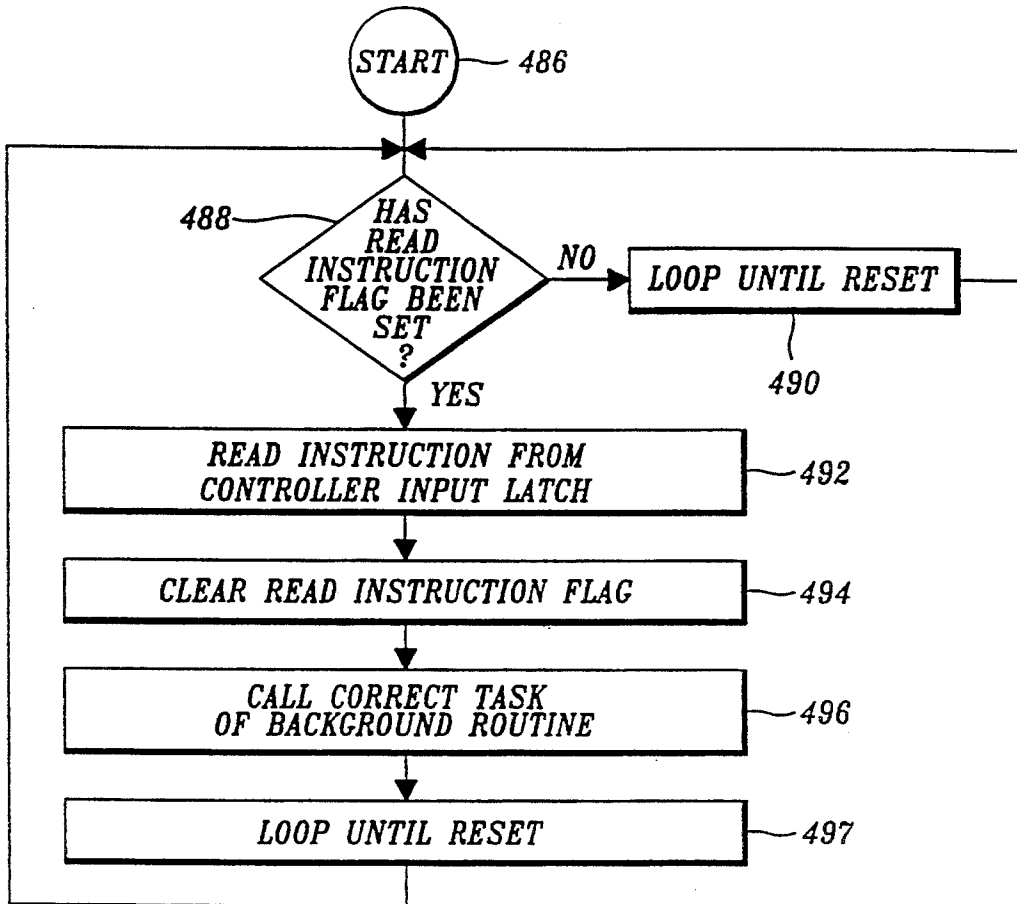 START
486
488
HAS
READ
INSTRUCTION
FLAG BEEN
SET
?
NO
LOOP UNTIL RESET
490
YES
READ INSTRUCTION FROM
CONTROLLER INPUT LATCH
492
CLEAR READ INSTRUCTION FLAG
494
CALL CORRECT TASK
OF BACKGROUND ROUTINE
496
LOOP UNTIL RESET
497